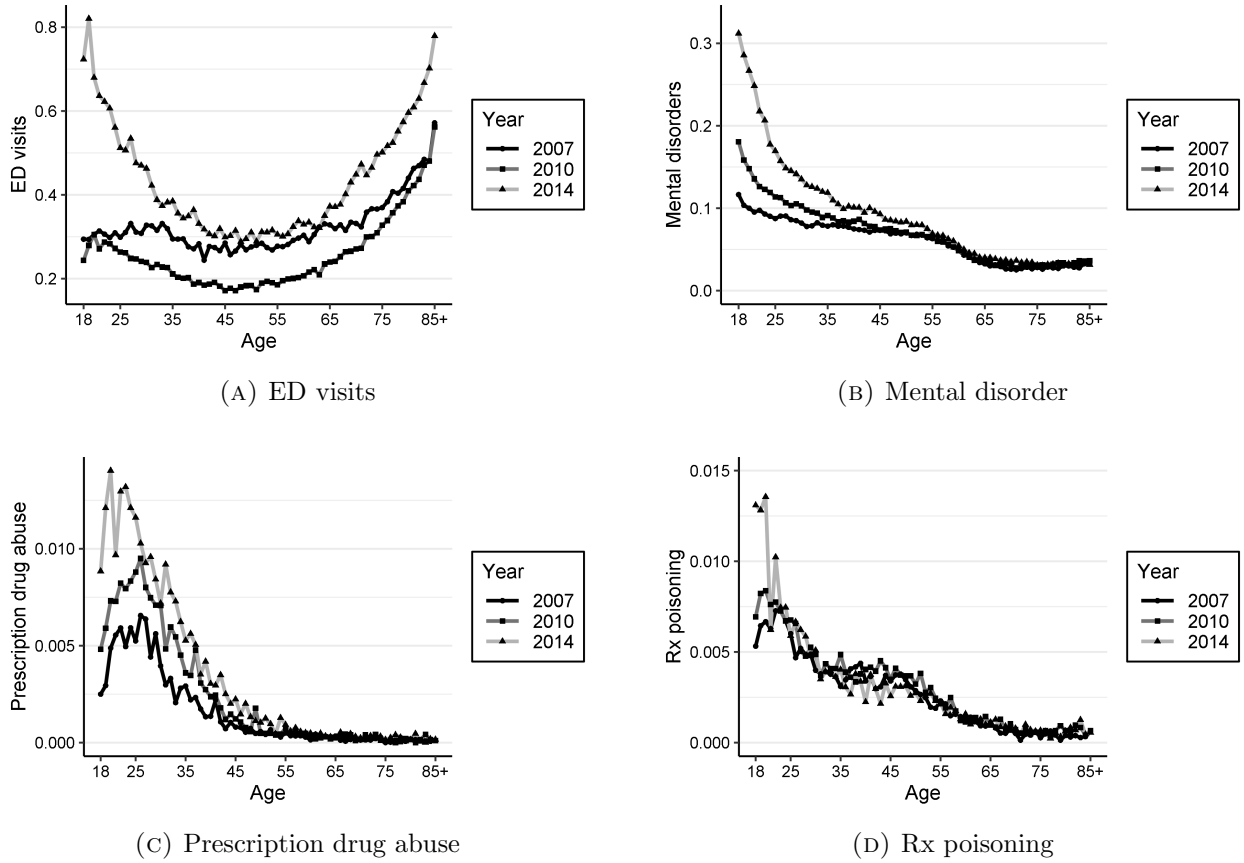 ED visits
0.8
0.6
0.4
0.2
18 25 35 45 55 65 75 85+
Age
Year
2007
2010
2014
(A) ED visits
Mental disorders
0.3
0.2
0.1
0.0
18 25 35 45 55 65 75 85+
Age
Year
2007
2010
2014
(B) Mental disorder
Prescription drug abuse
0.010
0.005
0.000
18 25 35 45 55 65 75 85+
Age
Year
2007
2010
2014
(C) Prescription drug abuse
Rx poisoning
0.015
0.010
0.005
0.000
18 25 35 45 55 65 75 85+
Age
Year
2007
2010
2014
(D) Rx poisoning